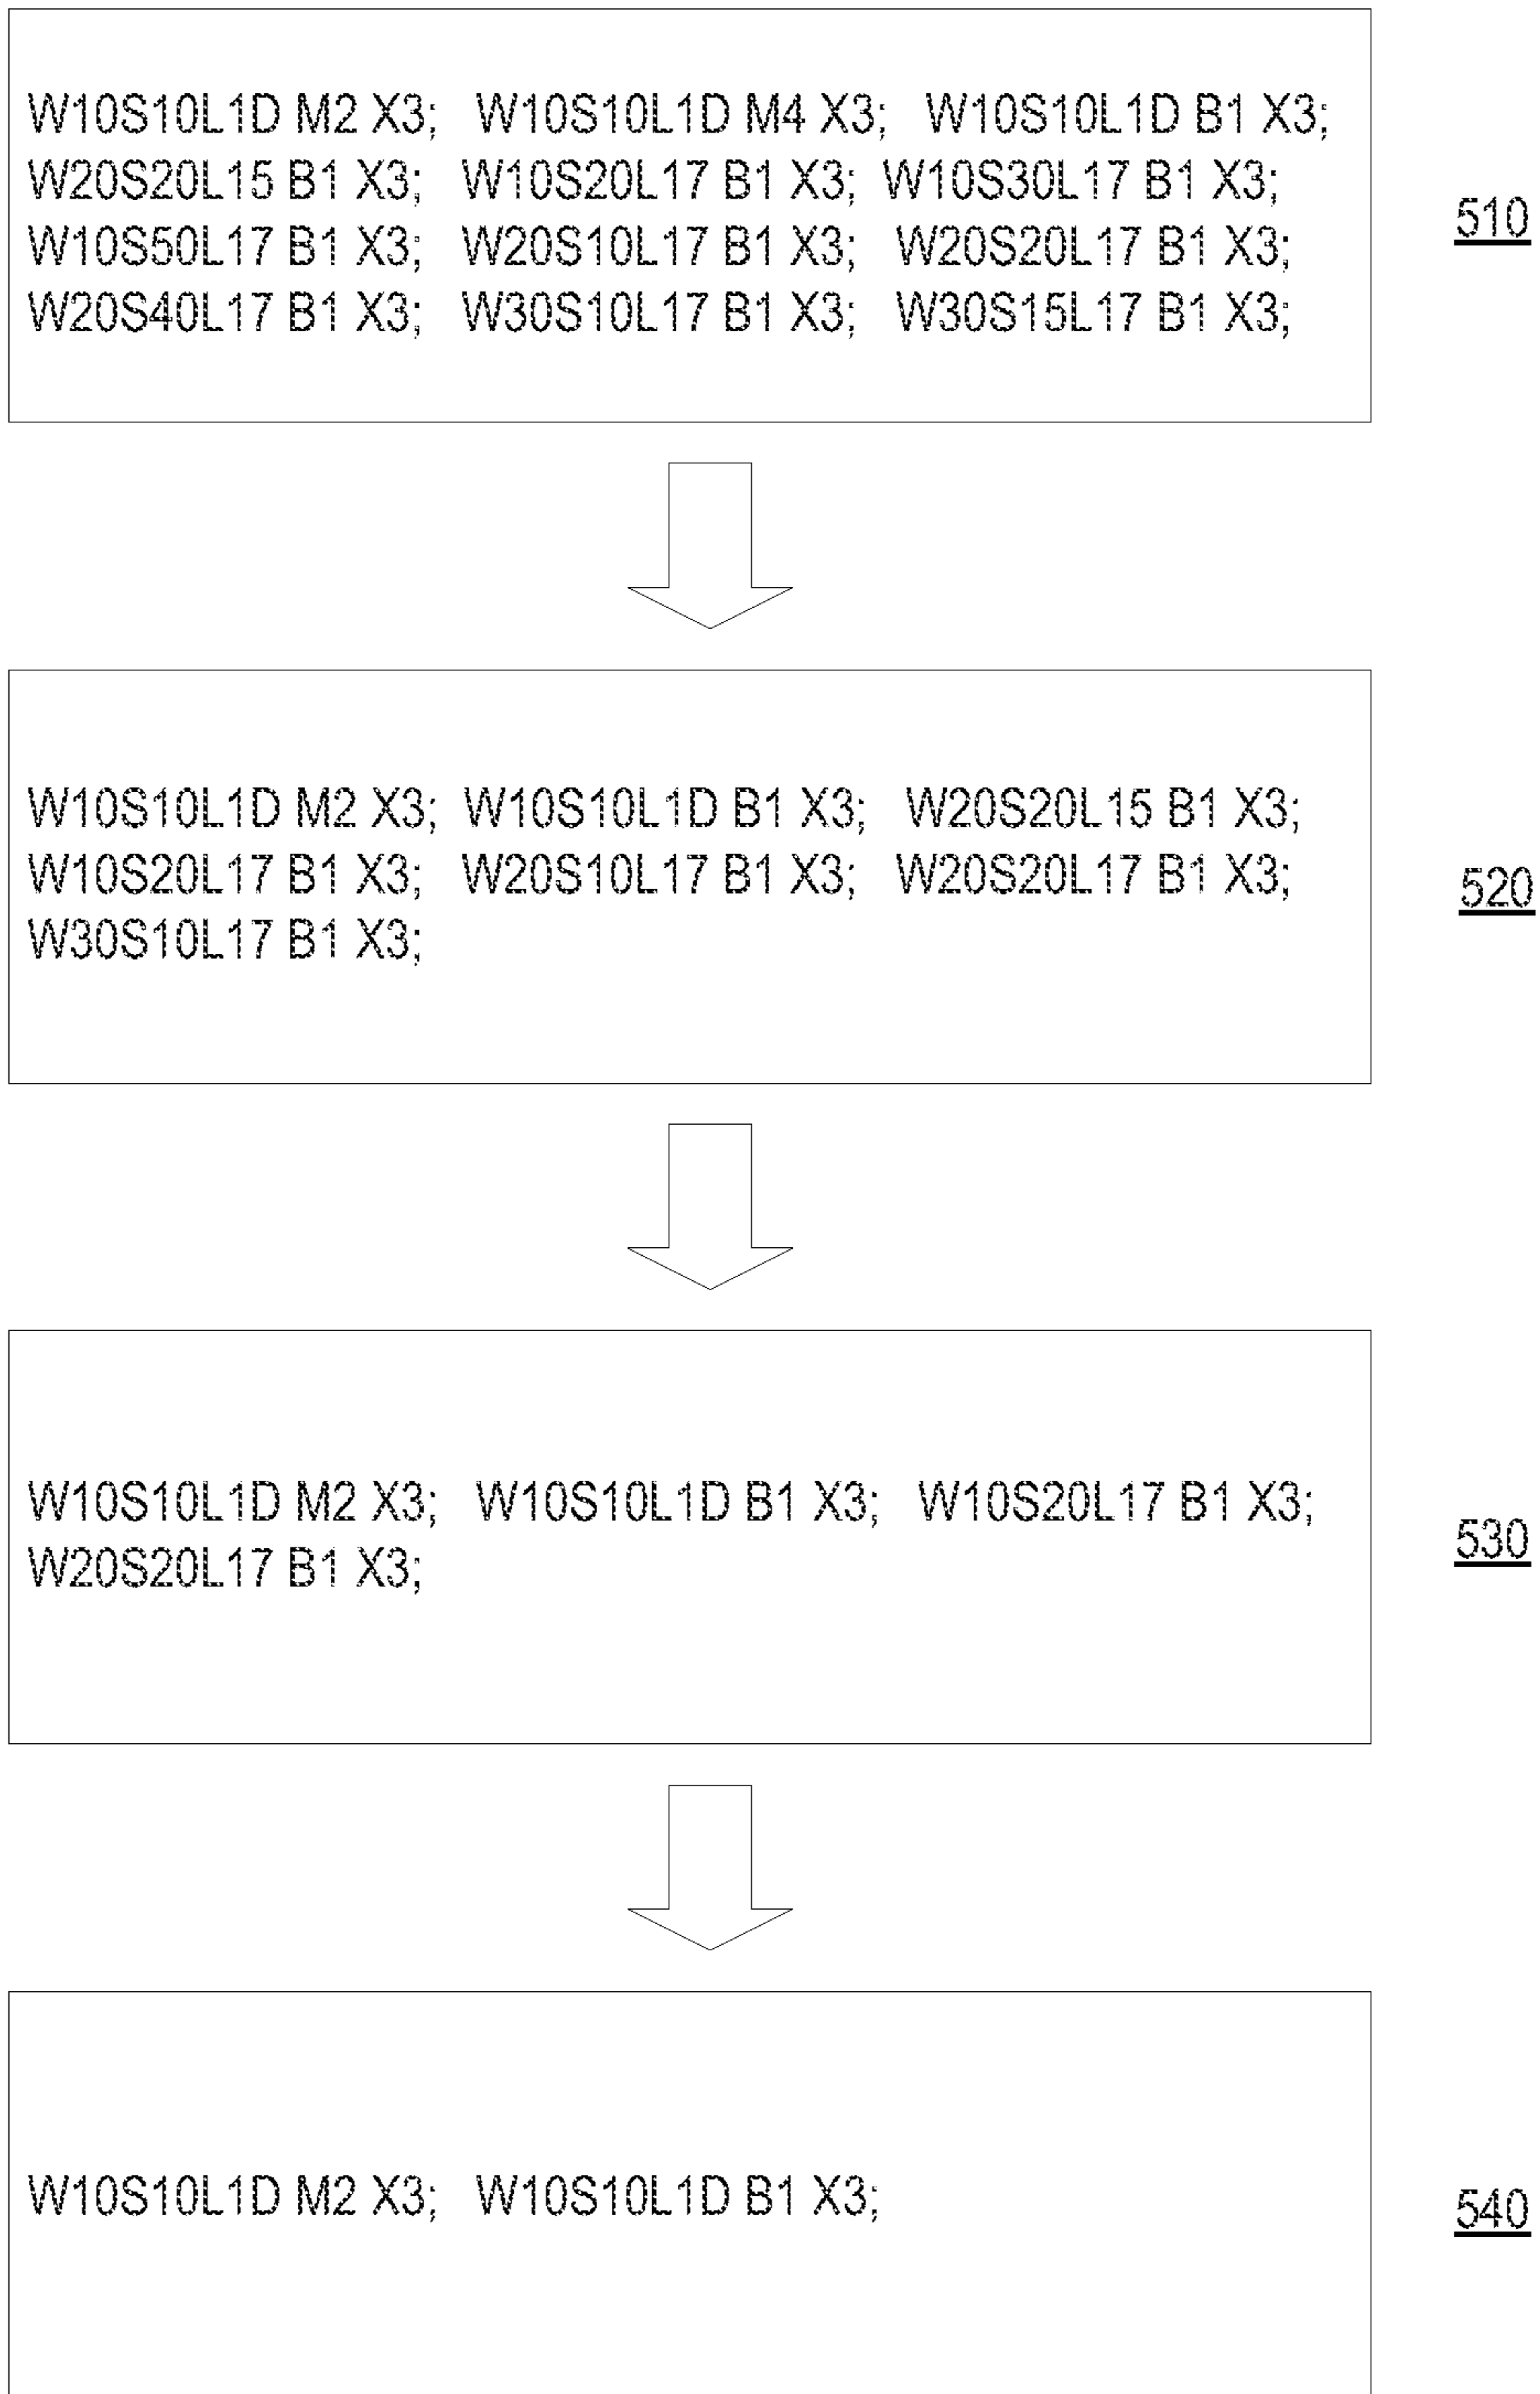 W10S10L1D M2 X3; W10S10L1D M4 X3; W10S10L1D B1 X3;
W20S20L15 B1 X3; W10S20L17 B1 X3; W10S30L17 B1 X3;
W10S50L17 B1 X3; W20S10L17 B1 X3; W20S20L17 B1 X3;
W20S40L17 B1 X3; W30S10L17 B1 X3; W30S15L17 B1 X3;
510
W10S10L1D M2 X3; W10S10L1D B1 X3; W20S20L15 B1 X3;
W10S20L17 B1 X3; W20S10L17 B1 X3; W20S20L17 B1 X3;
W30S10L17 B1 X3;
520
W10S10L1D M2 X3; W10S10L1D B1 X3; W10S20L17 B1 X3;
W20S20L17 B1 X3;
530
W10S10L1D M2 X3; W10S10L1D B1 X3;
540